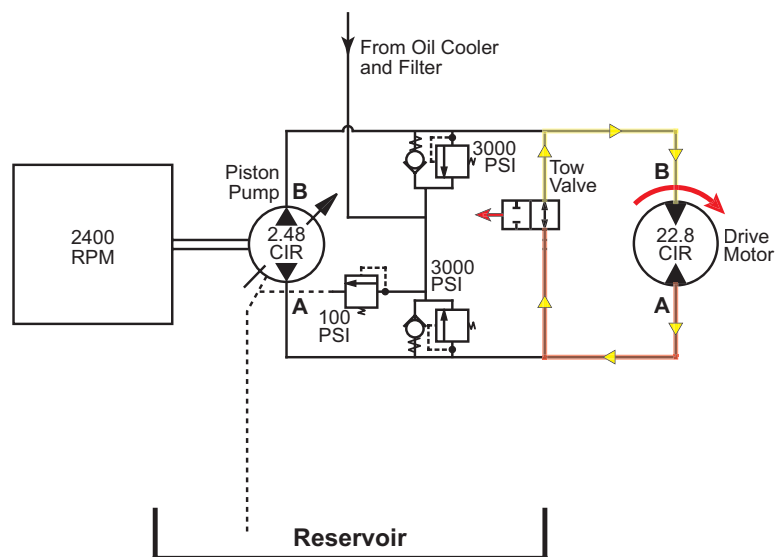 From Oil Cooler
and Filter
3000
PSI
Piston
Pump
B
Tow
Valve
B
2400
RPM
2.48
CIR
22.8
CIR
Drive
Motor
3000
PSI
A
A
100
PSI
Reservoir